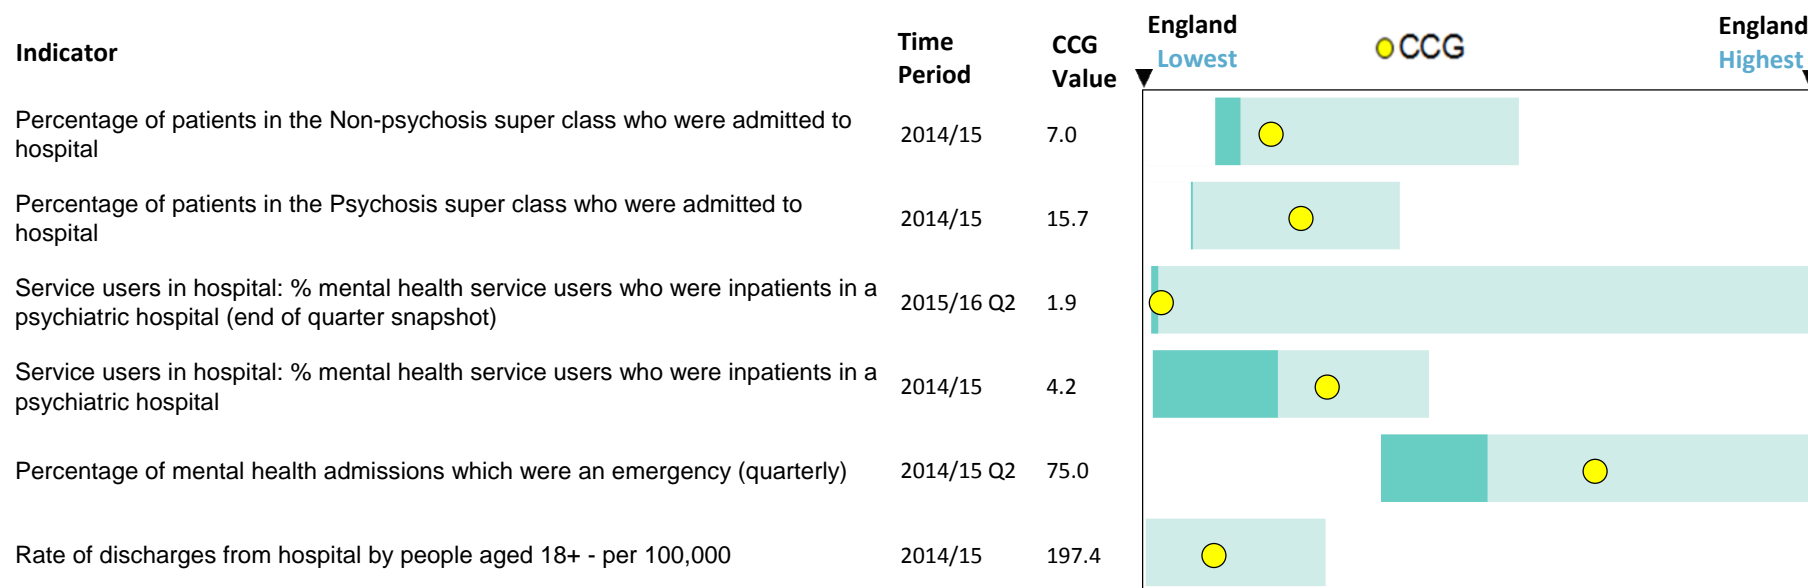 Indicator
Time
Period
CCG
Value
England
Lowest
CCG
England
Highest
Percentage of patients in the Non-psychosis super class who were admitted to
hospital
2014/15
7.0
Percentage of patients in the Psychosis super class who were admitted to
hospital
2014/15
15.7
Service users in hospital: % mental health service users who were inpatients in a
psychiatric hospital (end of quarter snapshot)
2015/16 Q2
1.9
Service users in hospital: % mental health service users who were inpatients in a
psychiatric hospital
2014/15
4.2
Percentage of mental health admissions which were an emergency (quarterly)
2014/15 Q2
75.0
Rate of discharges from hospital by people aged 18+ - per 100,000
2014/15
197.4